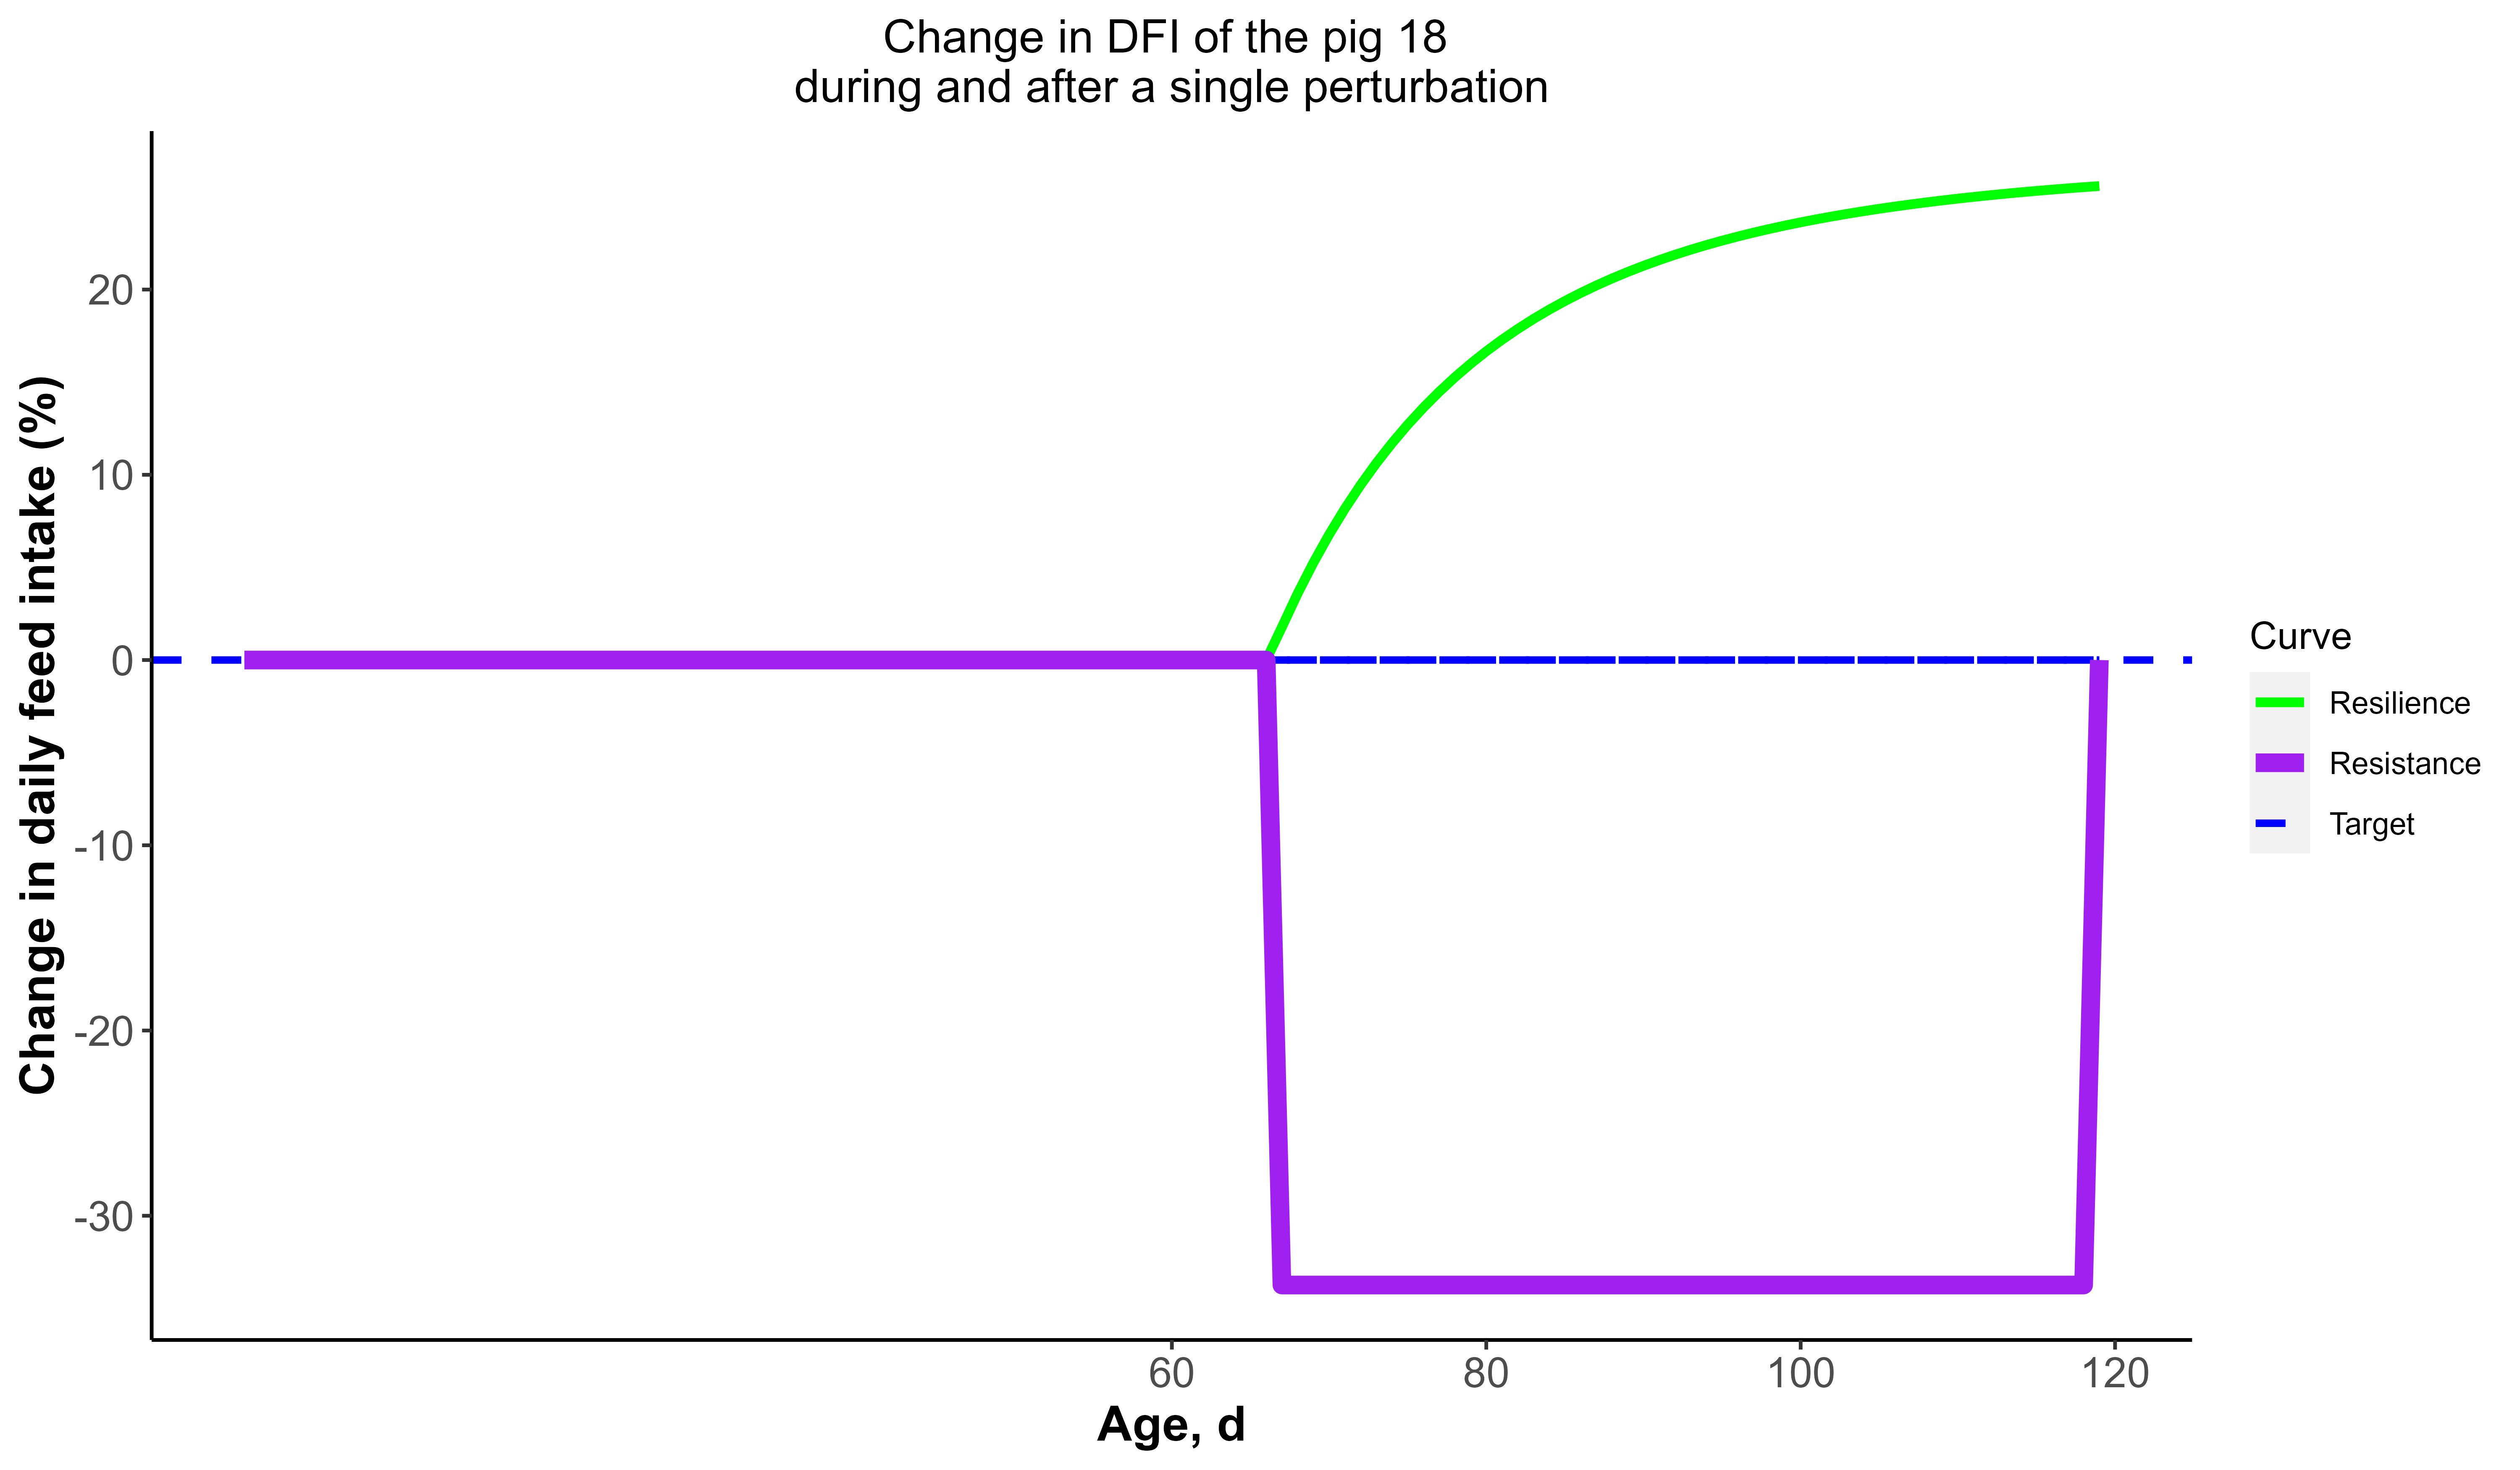 Change in DFI of the pig 18
during and after a single perturbation
Change in daily feed intake (%)
20
10
0
-10
-20
-30
60
80
100
120
Age, d
Curve
Resilience
Resistance
Target